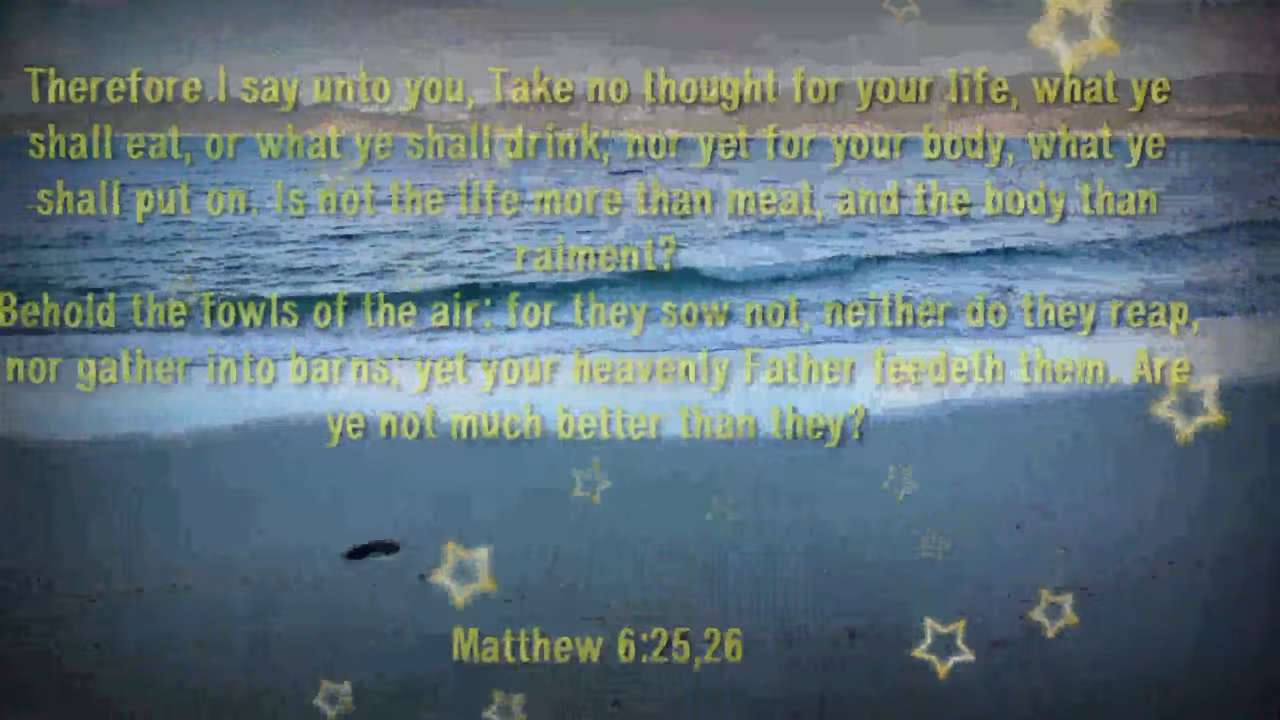 Therefore I say unto you, Take no thought for your life, what ye
shall eat, or what ye shall drink; nor yet for your body, what ye
shall put on. Is not the life more than meat, and the body than
raiment?
Behold the fowls of the air: for they sow not, neither do they reap,
nor gather into barns; yet your heavenly Father feedeth them. Are
ye not much better than they?
Matthew 6:25,26